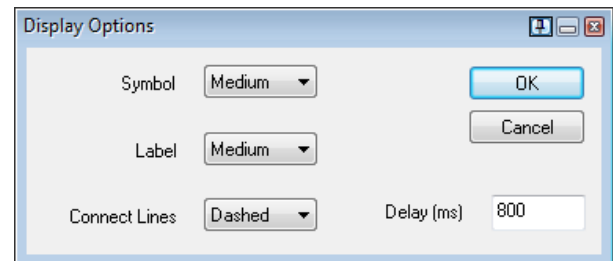 Display Options
Symbol Medium OK
Cancel
Label Medium
Connect Lines Dashed Delay (ms) 800